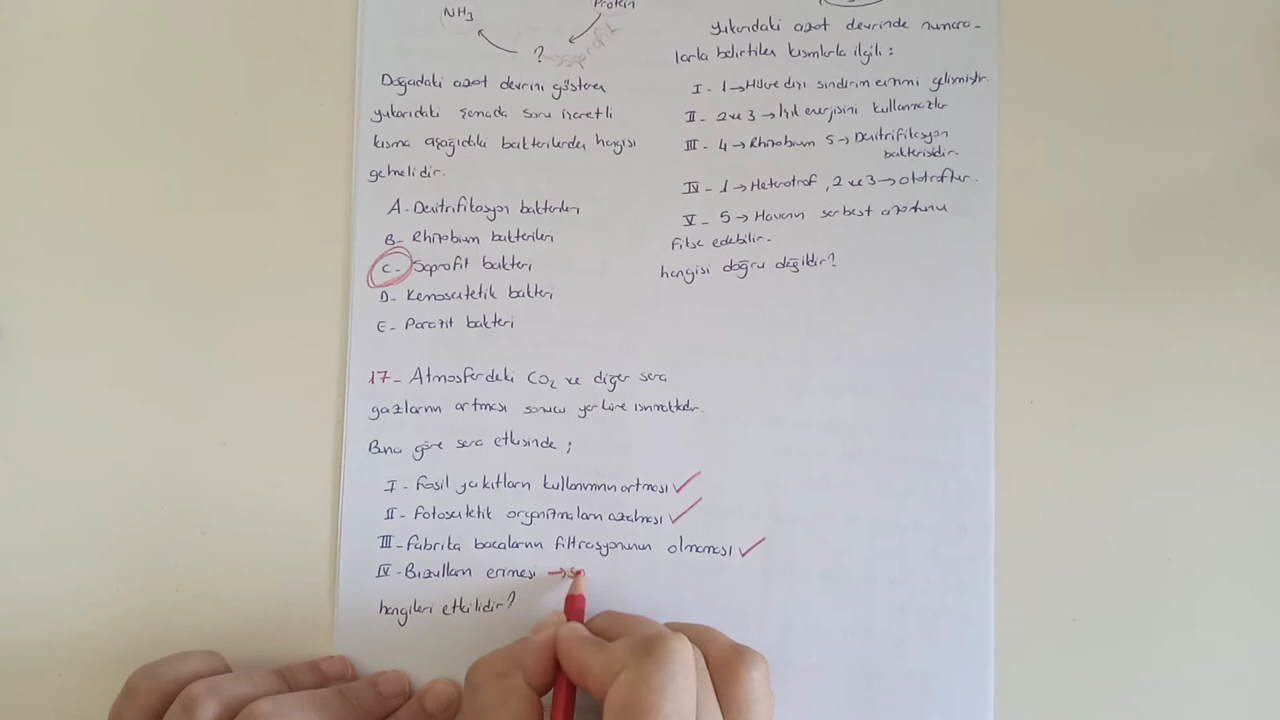 NH3
Protein
?
saprofit
Doğadaki azot devrini gösteren
yukarıdaki şemada soru işaretli
kısma aşağıdaki bakterilerden hangisi
gelmelidir.
A- Denitrifikasyon bakterileri
B- Rhizobium bakterileri
C- Saprofit bakteri
D- Kemosentetik bakteri
E- Parazit bakteri
17- Atmosferdeki CO2 ve diğer sera
gazların artması sonucu yerküre ısınmaktadır.
Buna göre sera etkisinde ;
I- Fosil yakıtların kullanımının artması ✓
II- Fotosentetik organizmaların azalması ✓
III- Fabrika bacalarının filtrasyonunun olmaması ✓
IV- Buzulların erimesi → so
hangileri etkilidir?
Yukarıdaki azot devrinde numara-
larla belirtilen kısımlarla ilgili :
I- 1 → Hücre dışı sindirim enzimi gelişmiştir.
II- 2 ve 3 → Işık enerjisini kullanmazlar
III- 4 → Rhizobium 5 → Denitrifikasyon
bakterisidir.
IV- 1 → Heterotrof, 2 ve 3 → ototroftur.
V- 5 → Havanın serbest azotunu
fikse edebilir.
hangisi doğru değildir?